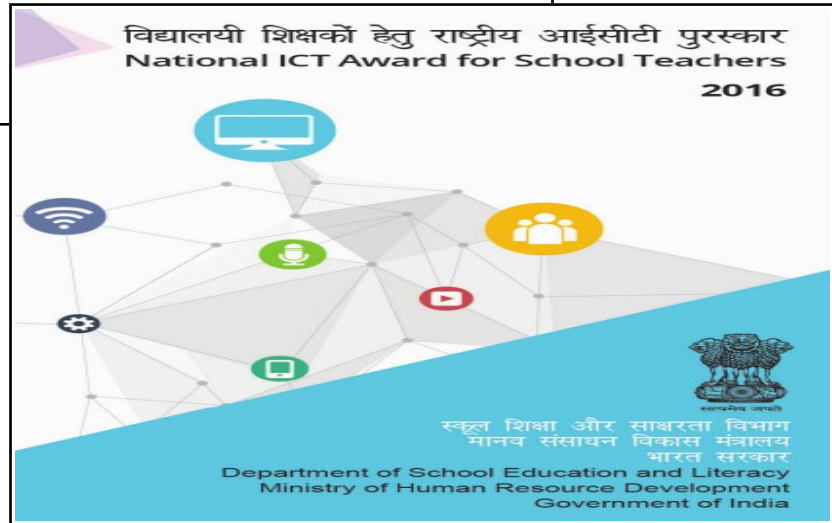 विद्यालयी शिक्षकों हेतु राष्ट्रीय आईसीटी पुरस्कार
National ICT Award for School Teachers
2016
सत्यमेव जयते
स्कूल शिक्षा और साक्षरता विभाग
मानव संसाधन विकास मंत्रालय
भारत सरकार
Department of School Education and Literacy
Ministry of Human Resource Development
Government of India